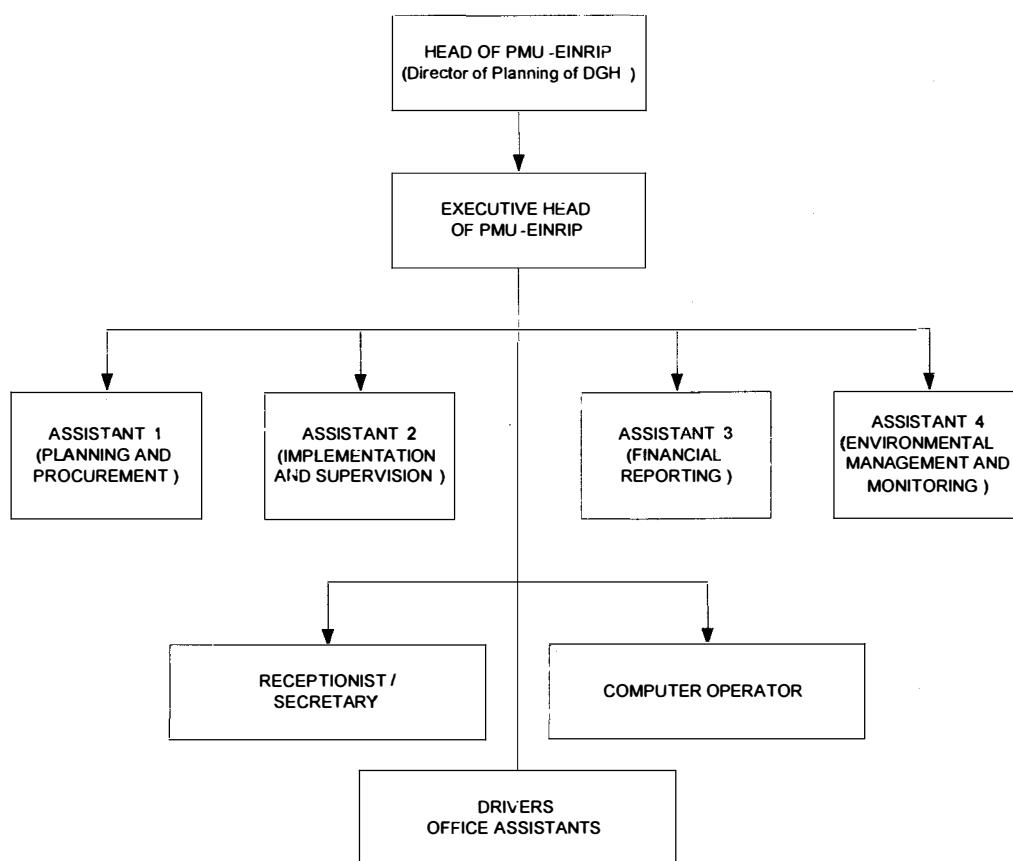 HEAD OF PMU -EINRIP
(Director of Planning of DGH )
EXECUTIVE HEAD
OF PMU -EINRIP
ASSISTANT 1
(PLANNING AND
PROCUREMENT )
ASSISTANT 2
(IMPLEMENTATION
AND SUPERVISION )
ASSISTANT 3
( FINANCIAL
REPORTING )
ASSISTANT 4
(ENVIRONMENTAL
MANAGEMENT AND
MONITORING )
RECEPTIONIST /
SECRETARY
COMPUTER OPERATOR
DRIVERS
OFFICE ASSISTANTS